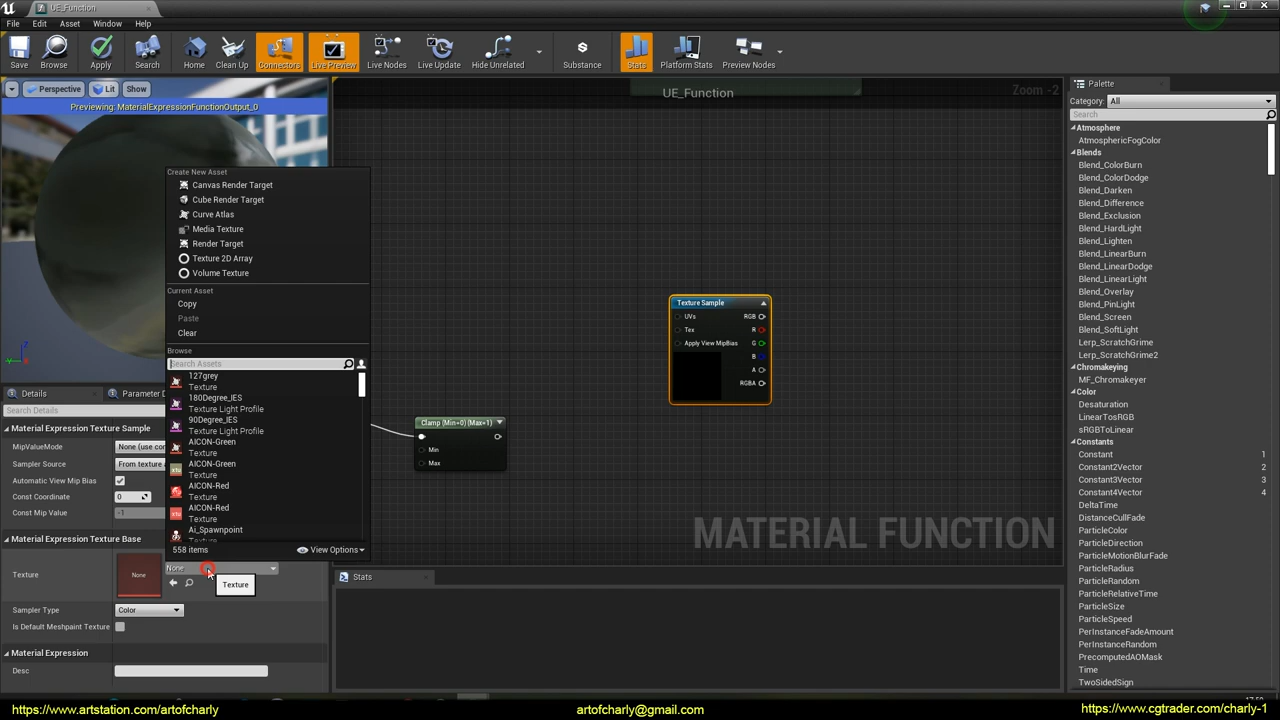 UE_Function
File Edit Asset Window Help
Save Browse Apply Search Home Clean Up Connectors Live Preview Live Nodes Live Update Hide Unrelated Substance Stats Platform Stats Preview Nodes
Perspective Lit Show
Previewing: MaterialExpressionFunctionOutput_0
UE_Function
Zoom -2
Palette
Category: All
Search
Atmosphere
AtmosphericFogColor
Blends
Blend_ColorBurn
Blend_ColorDodge
Blend_Darken
Blend_Difference
Blend_Exclusion
Blend_HardLight
Blend_Lighten
Blend_LinearBurn
Blend_LinearDodge
Blend_LinearLight
Blend_Overlay
Blend_PinLight
Blend_Screen
Blend_SoftLight
Lerp_ScratchGrime
Lerp_ScratchGrime2
Chromakeying
MF_Chromakeyer
Color
Desaturation
LinearTosRGB
sRGBToLinear
Constants
Constant 1
Constant2Vector 2
Constant3Vector 3
Constant4Vector 4
DeltaTime
DistanceCullFade
ParticleColor
ParticleDirection
ParticleMotionBlurFade
ParticleRadius
ParticleRandom
ParticleRelativeTime
ParticleSize
ParticleSpeed
PerInstanceFadeAmount
PerInstanceRandom
PrecomputedAOMask
Time
TwoSidedSign
Create New Asset
Canvas Render Target
Cube Render Target
Curve Atlas
Media Texture
Render Target
Texture 2D Array
Volume Texture
Current Asset
Copy
Paste
Clear
Browse
Search Assets
127grey
Texture
180Degree_IES
Texture Light Profile
90Degree_IES
Texture Light Profile
AICON-Green
Texture
AICON-Green
Texture
AICON-Red
Texture
AICON-Red
Texture
Ai_Spawnpoint
Texture
558 items View Options
Texture Sample
UVs RGB
Tex R
Apply View MipBias G
B
A
RGBA
Clamp (Min=0) (Max=1)
Min
Max
MATERIAL FUNCTION
Details Parameter D
Search Details
Material Expression Texture Sample
MipValueMode None (use co
Sampler Source From texture a
Automatic View Mip Bias
Const Coordinate 0
Const Mip Value -1
Material Expression Texture Base
Texture None None
Texture
Sampler Type Color
Is Default Meshpaint Texture
Material Expression
Desc
Stats
https://www.artstation.com/artofcharly artofcharly@gmail.com https://www.cgtrader.com/charly-1